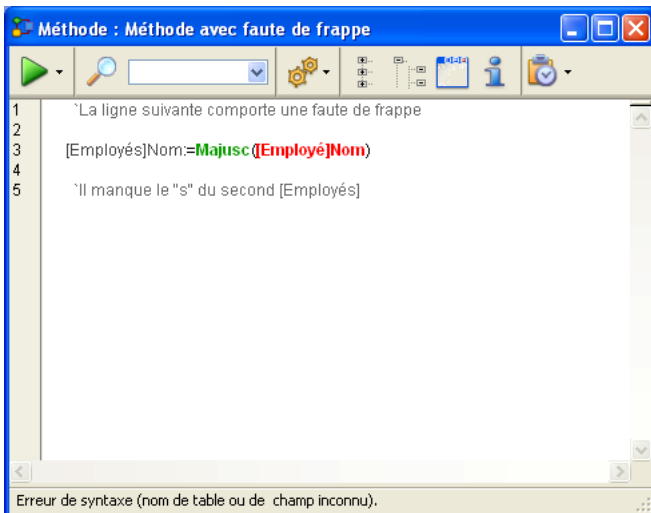 Méthode : Méthode avec faute de frappe
1 `La ligne suivante comporte une faute de frappe
2
3 [Employés]Nom:=Majusc([Employé]Nom)
4
5 `Il manque le "s" du second [Employés]
Erreur de syntaxe (nom de table ou de champ inconnu).